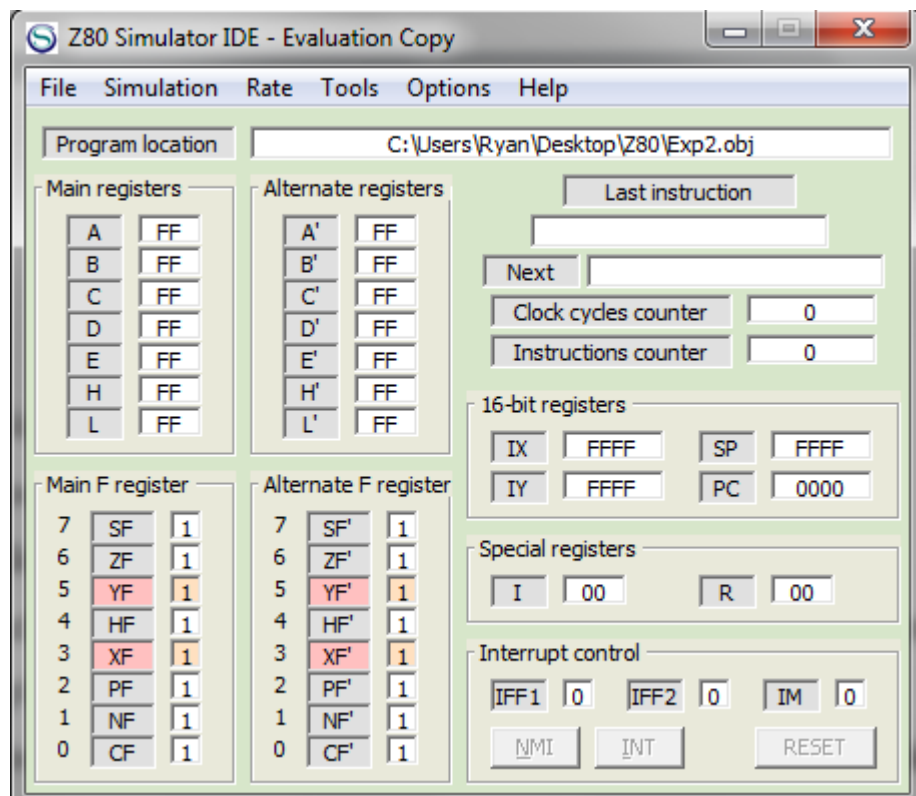 Z80 Simulator IDE - Evaluation Copy
File Simulation Rate Tools Options Help
Program location C:\Users\Ryan\Desktop\Z80\Exp2.obj
Main registers
A FF
B FF
C FF
D FF
E FF
H FF
L FF
Alternate registers
A' FF
B' FF
C' FF
D' FF
E' FF
H' FF
L' FF
Last instruction
Next
Clock cycles counter 0
Instructions counter 0
16-bit registers
IX FFFF SP FFFF
IY FFFF PC 0000
Main F register
7 SF 1
6 ZF 1
5 YF 1
4 HF 1
3 XF 1
2 PF 1
1 NF 1
0 CF 1
Alternate F register
7 SF' 1
6 ZF' 1
5 YF' 1
4 HF' 1
3 XF' 1
2 PF' 1
1 NF' 1
0 CF' 1
Special registers
I 00 R 00
Interrupt control
IFF1 0 IFF2 0 IM 0
NMI INT RESET